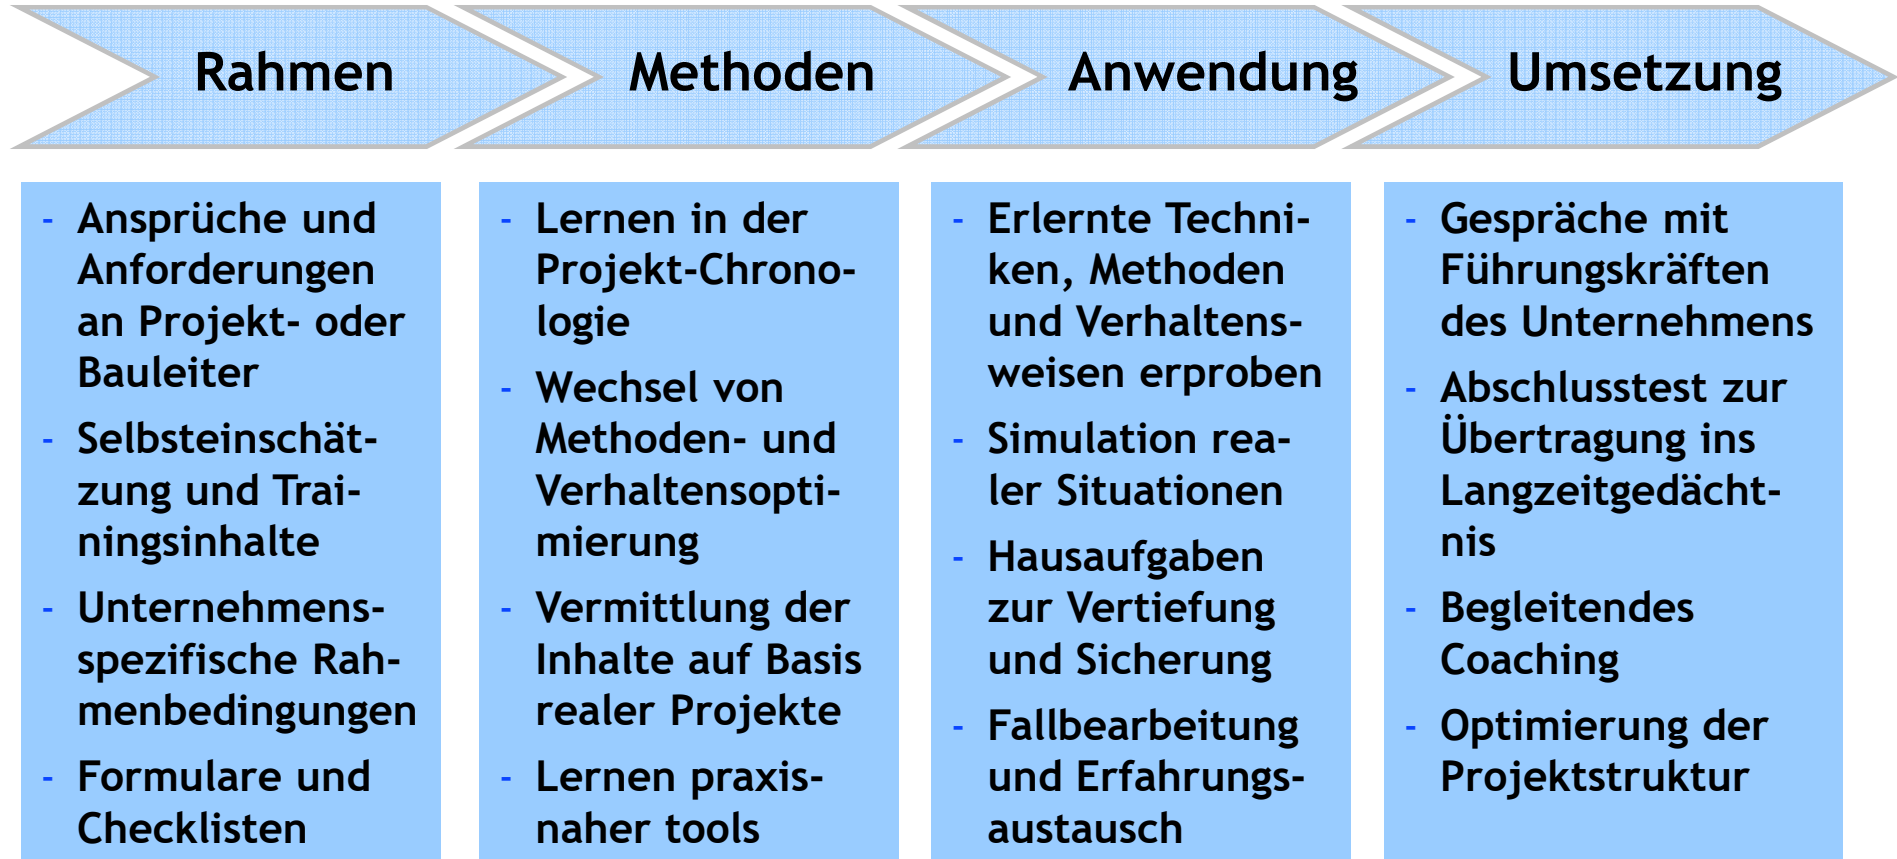 Rahmen
Methoden
Anwendung
Umsetzung
- Ansprüche und
Anforderungen
an Projekt- oder
Bauleiter
- Selbsteinschät-
zung und Trai-
ningsinhalte
- Unternehmens-
spezifische Rah-
menbedingungen
- Formulare und
Checklisten
- Lernen in der
Projekt-Chrono-
logie
- Wechsel von
Methoden- und
Verhaltensopti-
mierung
- Vermittlung der
Inhalte auf Basis
realer Projekte
- Lernen praxis-
naher tools
- Erlernte Techni-
ken, Methoden
und Verhaltens-
weisen erproben
- Simulation rea-
ler Situationen
- Hausaufgaben
zur Vertiefung
und Sicherung
- Fallbearbeitung
und Erfahrungs-
austausch
- Gespräche mit
Führungskräften
des Unternehmens
- Abschlusstest zur
Übertragung ins
Langzeitgedächt-
nis
- Begleitendes
Coaching
- Optimierung der
Projektstruktur